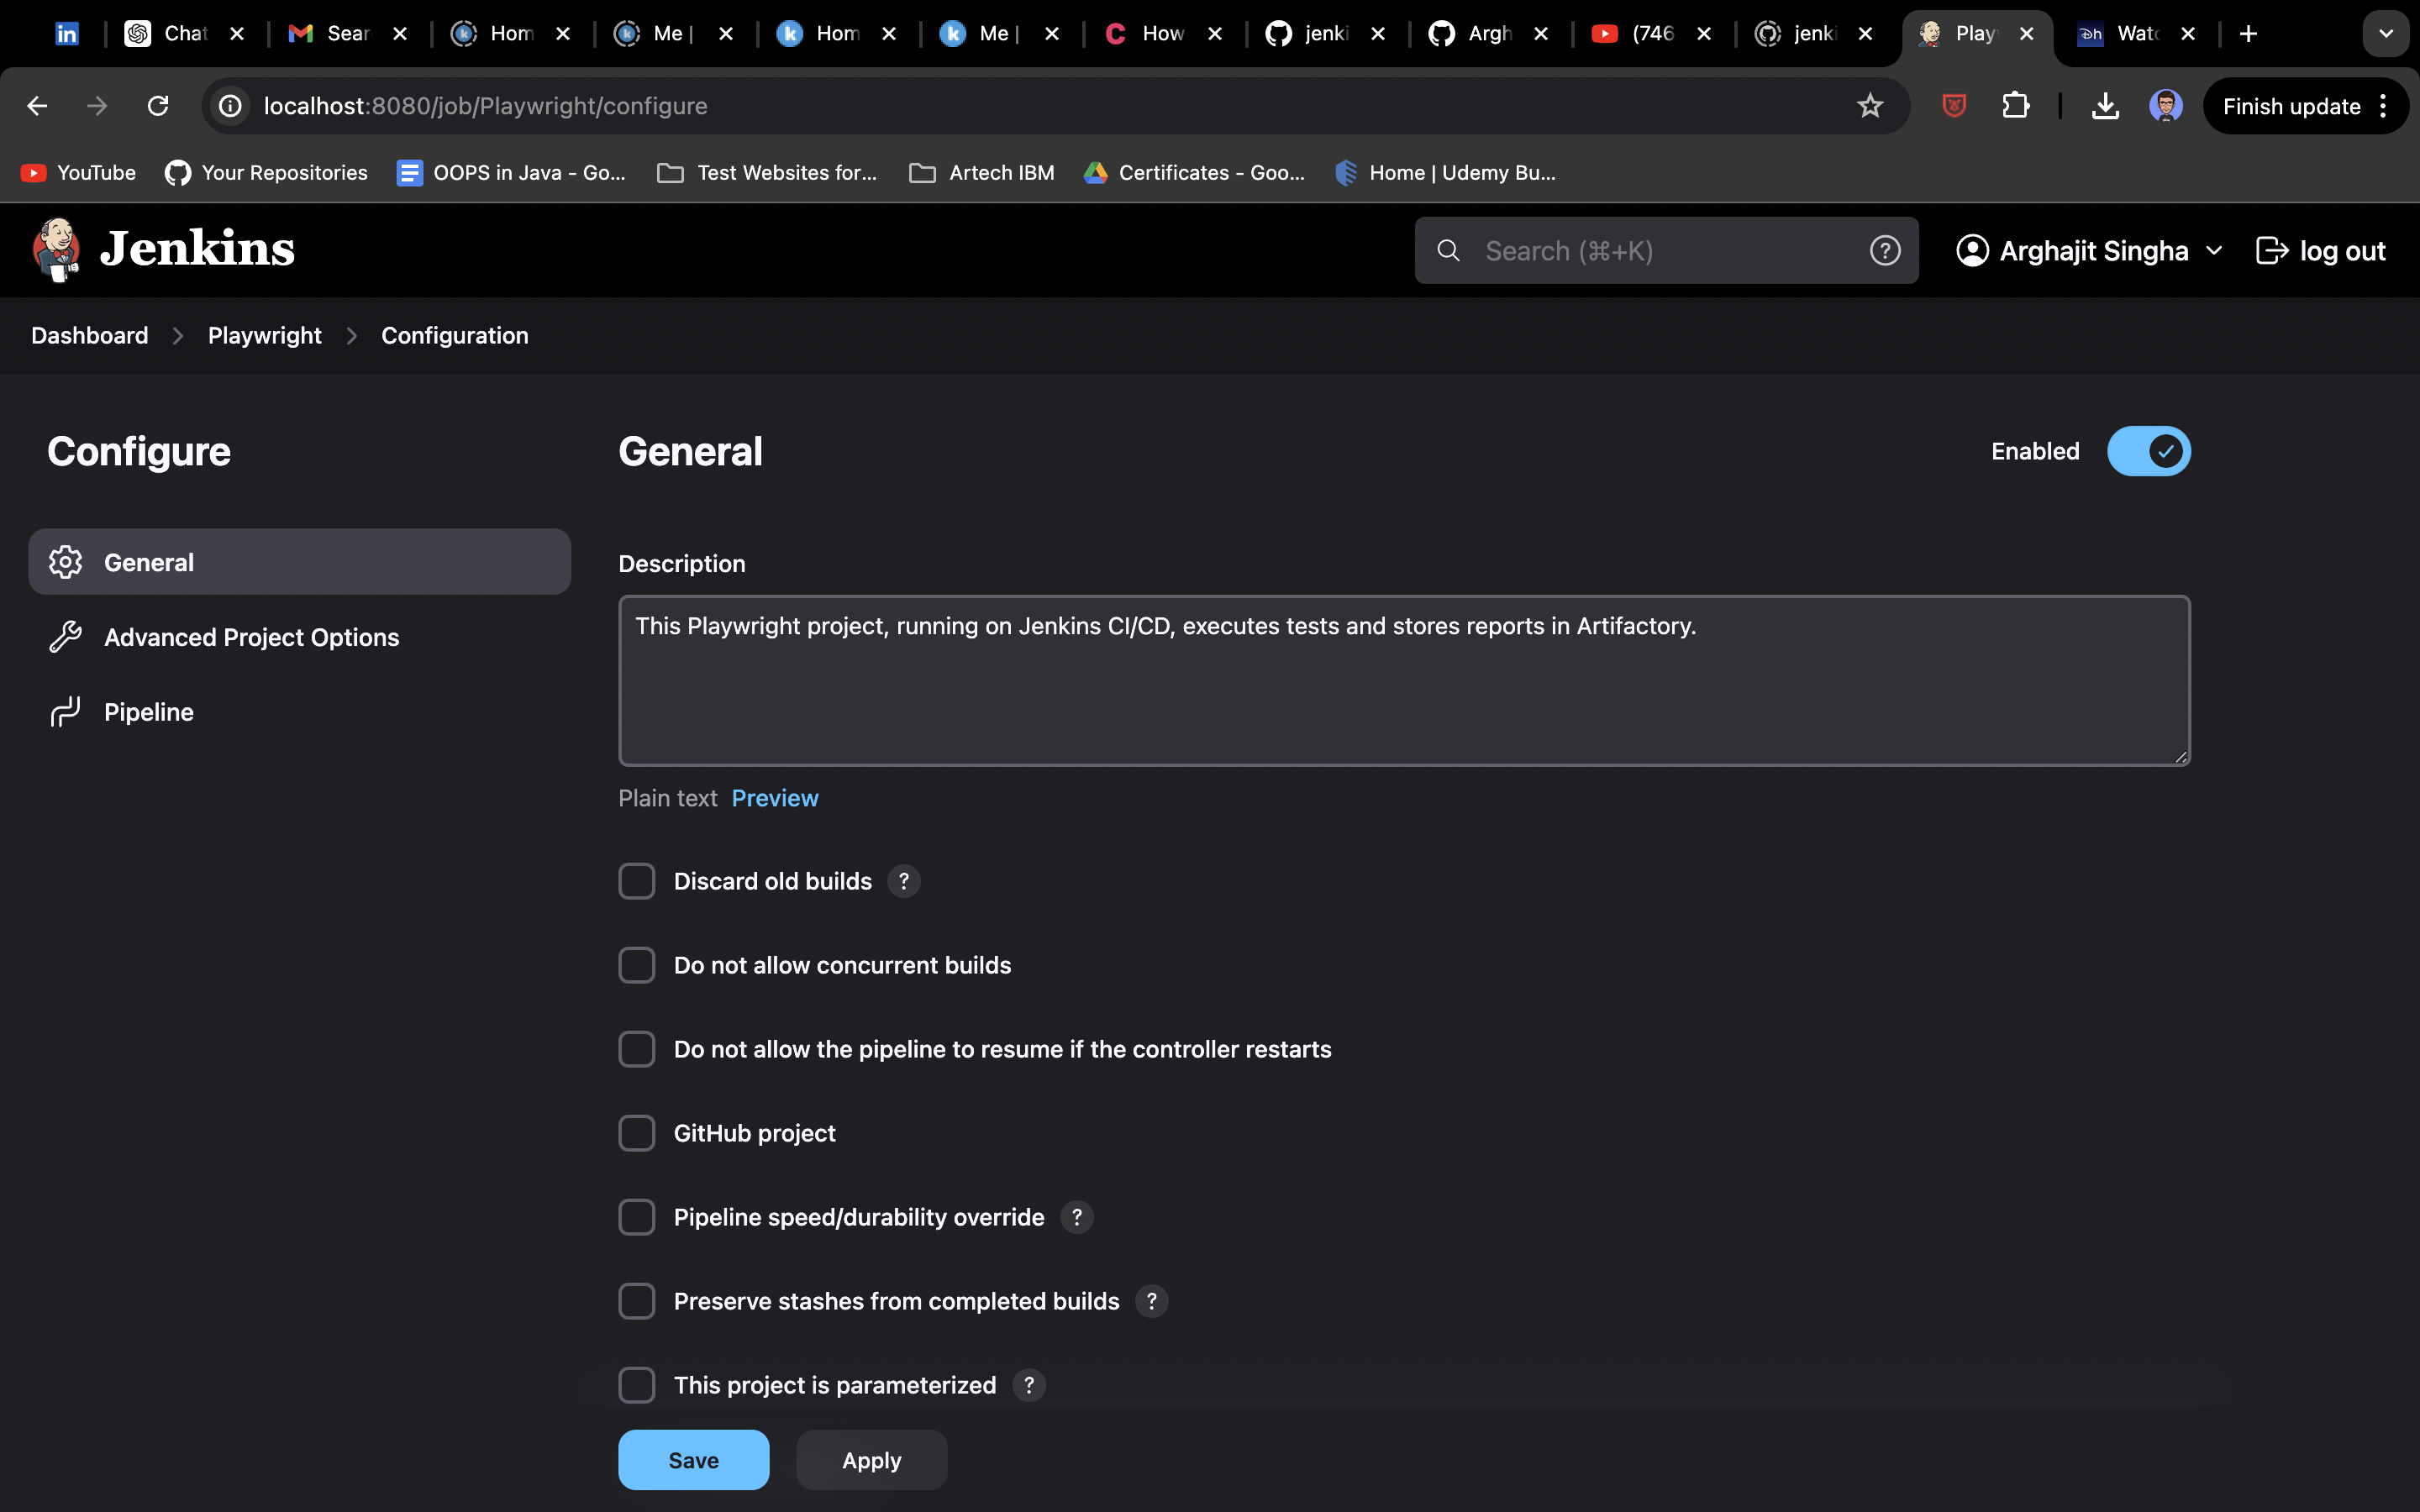 Chat
Sear
Hom
Me |
Hom
Me |
How
jenki
Argh
(746
jenki
Play
Wato
localhost:8080/job/Playwright/configure
Finish update
YouTube
Your Repositories
OOPS in Java - Go...
Test Websites for...
Artech IBM
Certificates - Goo...
Home | Udemy Bu...
Jenkins
Search (⌘+K)
?
Arghajit Singha
log out
Dashboard > Playwright > Configuration
Configure
General
Enabled
General
Advanced Project Options
Pipeline
Description
This Playwright project, running on Jenkins CI/CD, executes tests and stores reports in Artifactory.
Plain text Preview
Discard old builds ?
Do not allow concurrent builds
Do not allow the pipeline to resume if the controller restarts
GitHub project
Pipeline speed/durability override ?
Preserve stashes from completed builds ?
This project is parameterized ?
Save
Apply